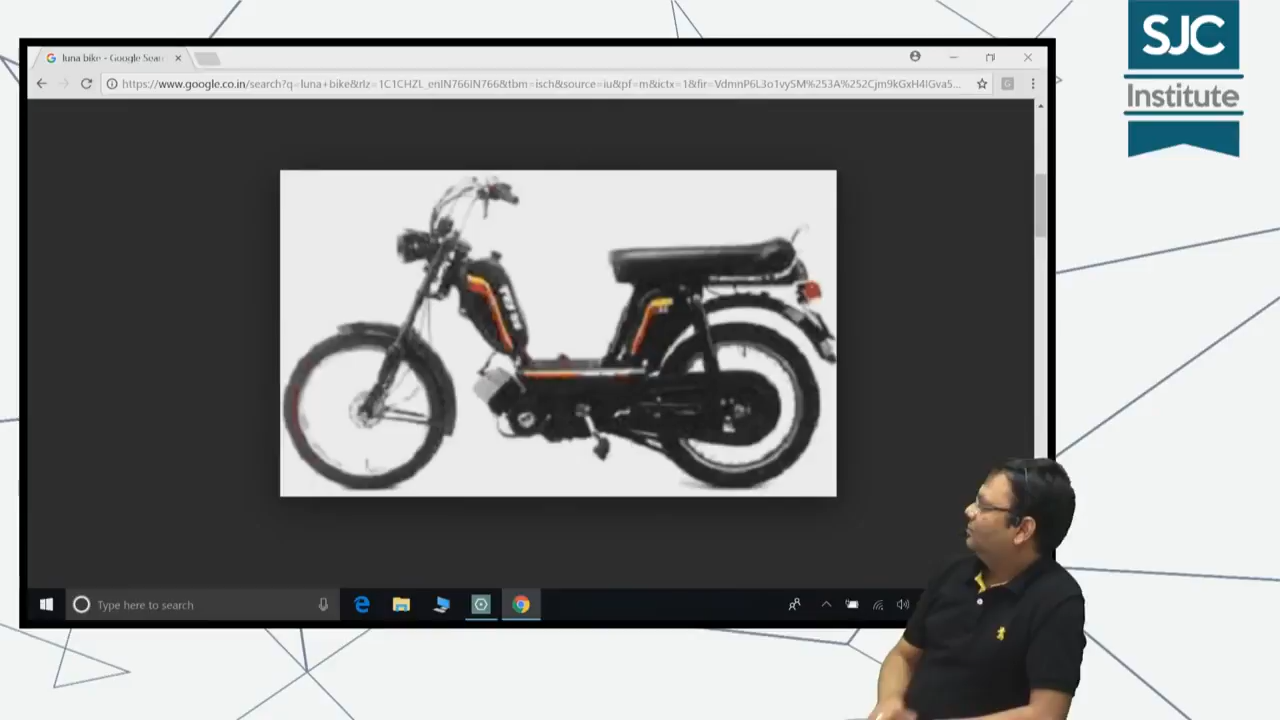 SJC
Institute
luna bike - Google Sear
https://www.google.co.in/search?q=luna+bike&rlz=1C1CHZL_enIN766IN766&tbm=isch&source=iu&pf=m&ictx=1&fir=VdmnP6L3o1vySM%253A%252Cjm9kGxH4IGva5...
Type here to search